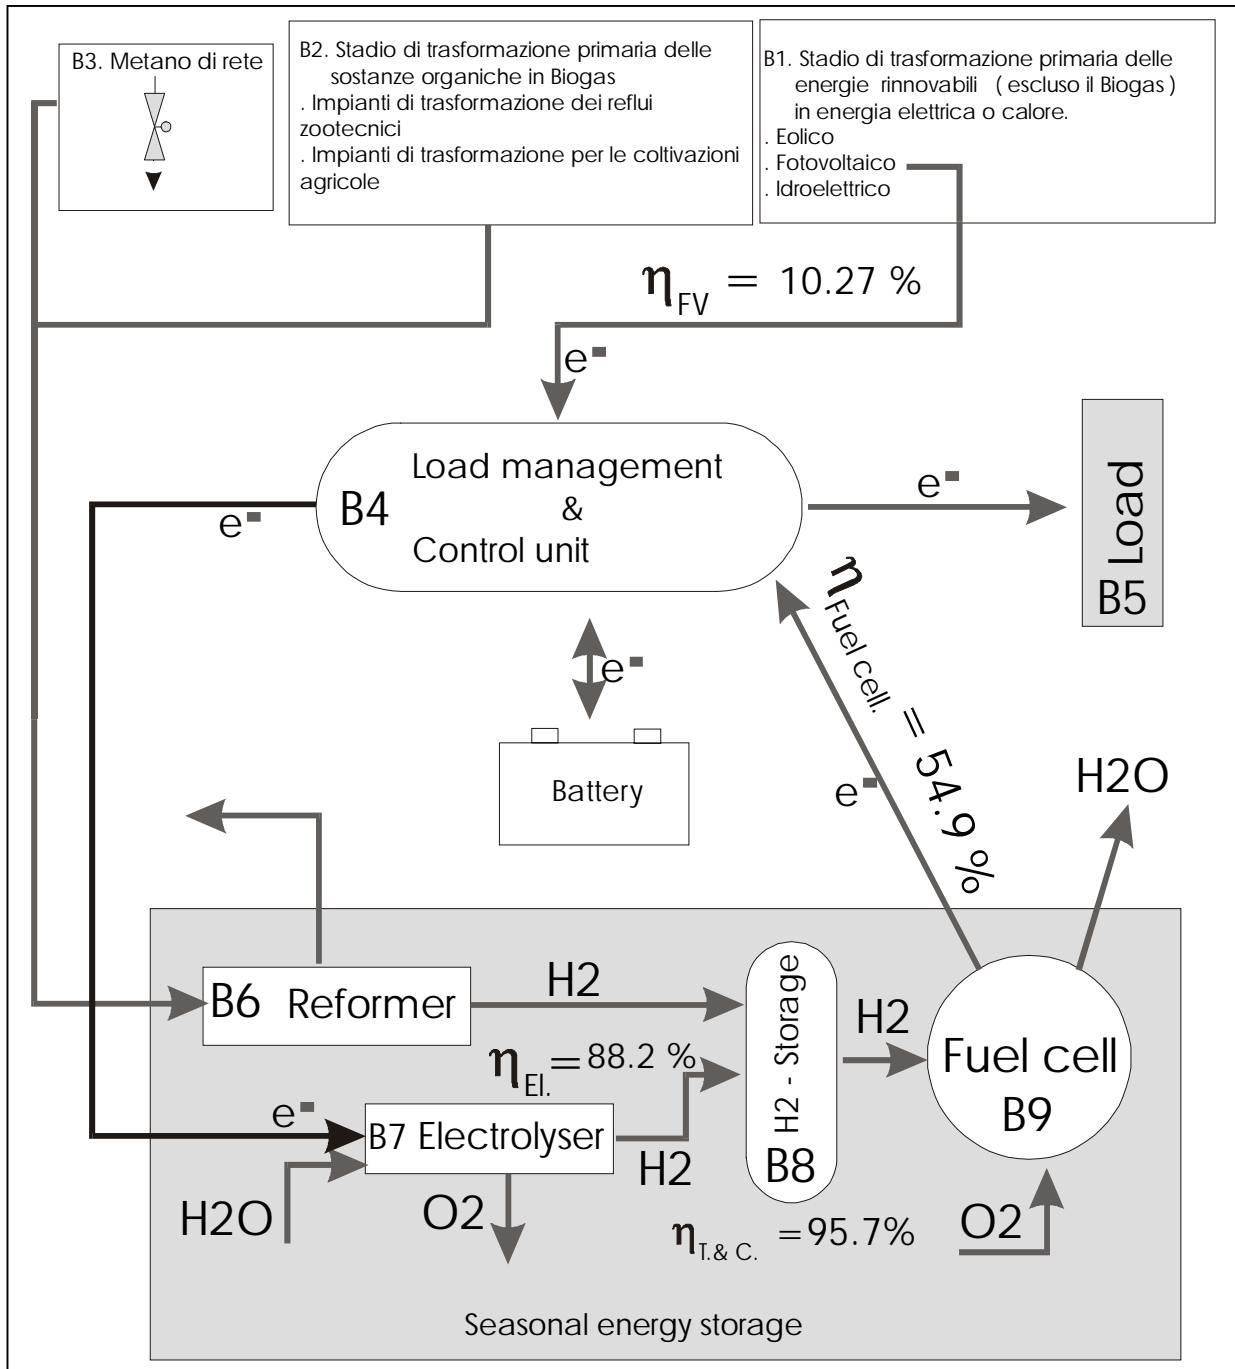 B3. Metano di rete
B2. Stadio di trasformazione primaria delle
sostanze organiche in Biogas
. Impianti di trasformazione dei reflui
zootecnici
. Impianti di trasformazione per le coltivazioni
agricole
B1. Stadio di trasformazione primaria delle
energie rinnovabili ( escluso il Biogas )
in energia elettrica o calore.
. Eolico
. Fotovoltaico
. Idroelettrico
η FV = 10.27 %
e-
Load management
B4
&
Control unit
e-
e-
Load
B5
e-
η Fuel cell. = 54.9 %
e-
Battery
H2O
B6 Reformer
H2
H2 - Storage
B8
H2
Fuel cell
B9
η El. = 88.2 %
e-
B7 Electrolyser
H2
H2O
O2
η T.& C. = 95.7%
O2
Seasonal energy storage